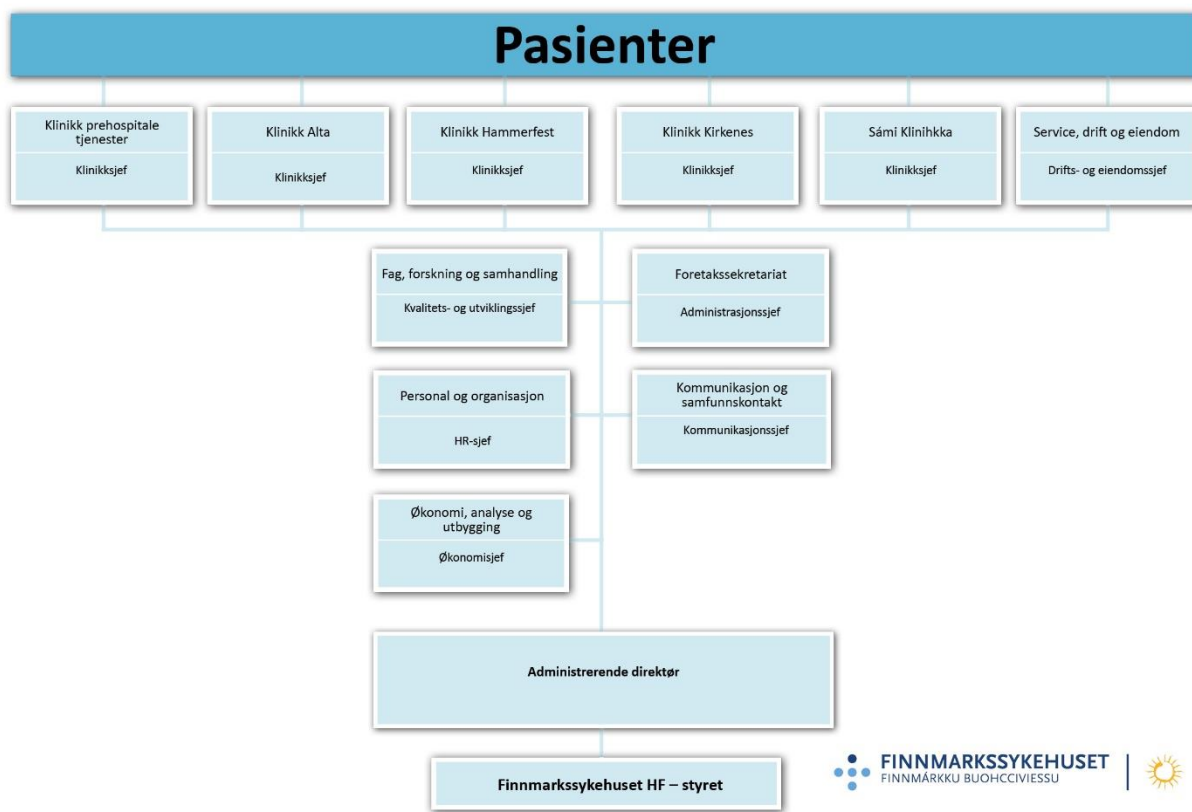 Pasienter
Klinikk prehospitale
tjenester
Klinikksjef
Klinikk Alta
Klinikksjef
Klinikk Hammerfest
Klinikksjef
Klinikk Kirkenes
Klinikksjef
Sámi Klinihkka
Klinikksjef
Service, drift og eiendom
Drifts- og eiendomssjef
Fag, forskning og samhandling
Kvalitets- og utviklingssjef
Foretakssekretariat
Administrasjonssjef
Personal og organisasjon
HR-sjef
Kommunikasjon og
samfunnskontakt
Kommunikasjonssjef
Økonomi, analyse og
utbygging
Økonomisjef
Administrerende direktør
Finnmarkssykehuset HF – styret
FINNMARKSSYKEHUSET
FINNMÁRKKU BUOHCCIVIESSU